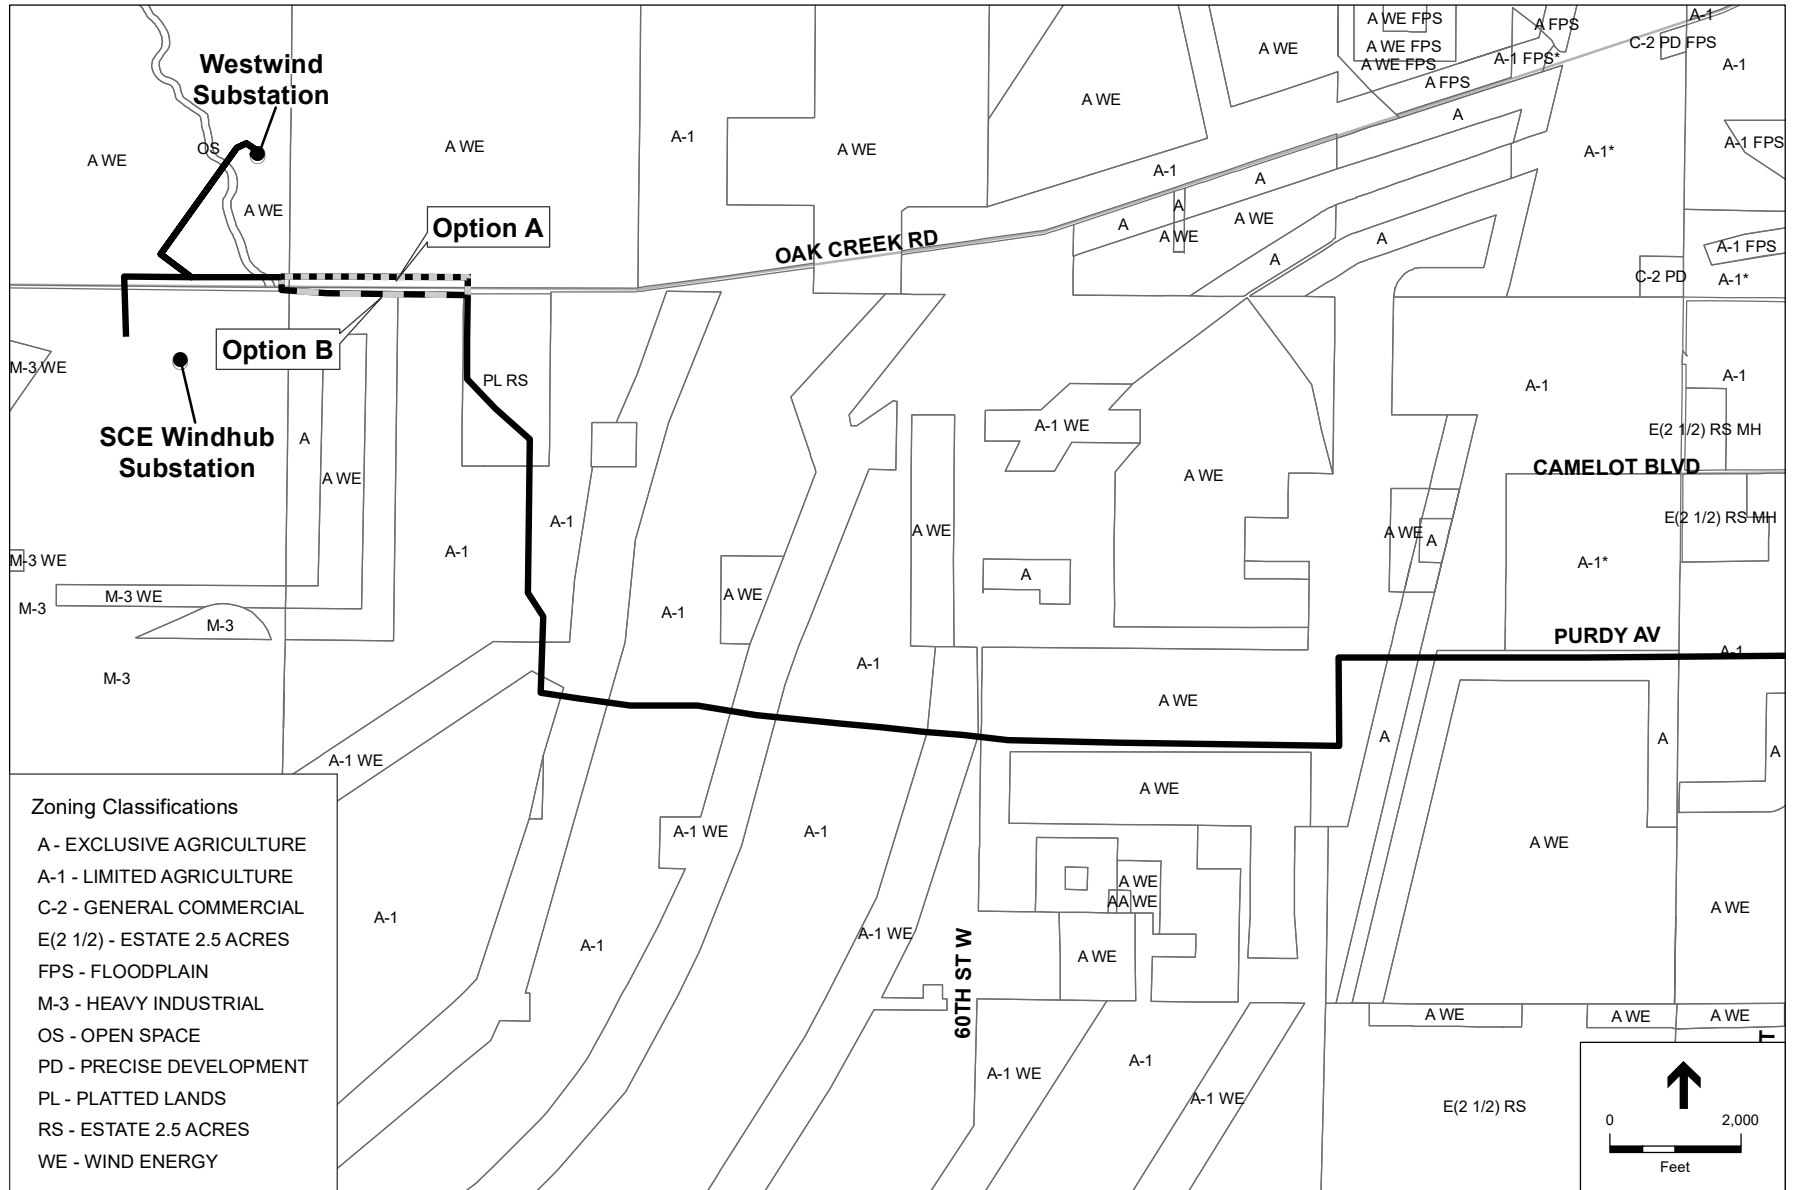 A WE FPS
A FPS
A-1
Westwind
Substation
A WE
A WE FPS
A WE FPS
A-1 FPS*
C-2 PD FPS
A-1
A FPS
A WE
A
OS
A WE
A WE
A-1
A WE
A-1
A-1*
A-1 FPS
A WE
A
A
Option A
A
A WE
A WE
A
OAK CREEK RD
A
A-1 FPS
C-2 PD
A-1*
Option B
M-3 WE
PL RS
A-1
A-1
SCE Windhub
Substation
A
A-1 WE
E(2 1/2) RS MH
CAMELOT BLVD
A WE
A WE
A-1
A-1
A WE
A WE
A
E(2 1/2) RS MH
M-3 WE
A-1*
M-3 WE
M-3
M-3
A WE
A
A-1
PURDY AV
A-1
A-1
M-3
A WE
A
A
A
A-1 WE
A WE
A-1 WE
A-1
A WE
A WE
AA WE
A WE
A-1
A-1
A-1 WE
60TH ST W
A WE
A WE
A WE
A WE
T
A-1 WE
A-1
A-1 WE
E(2 1/2) RS
Zoning Classifications
A - EXCLUSIVE AGRICULTURE
A-1 - LIMITED AGRICULTURE
C-2 - GENERAL COMMERCIAL
E(2 1/2) - ESTATE 2.5 ACRES
FPS - FLOODPLAIN
M-3 - HEAVY INDUSTRIAL
OS - OPEN SPACE
PD - PRECISE DEVELOPMENT
PL - PLATTED LANDS
RS - ESTATE 2.5 ACRES
WE - WIND ENERGY
0 2,000
Feet